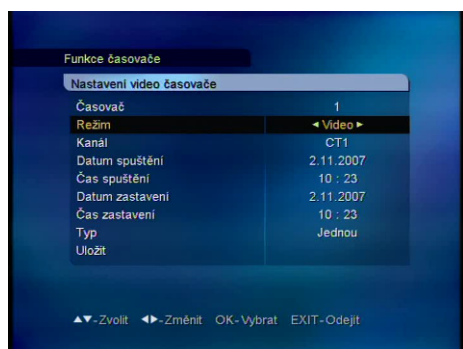 Funkce časovače
Nastavení video časovače
Časovač 1
Režim ◄ Video ►
Kanál CT1
Datum spuštění 2.11.2007
Čas spuštění 10 : 23
Datum zastavení 2.11.2007
Čas zastavení 10 : 23
Typ Jednou
Uložit
▲▼-Zvolit ◄►-Změnit OK-Vybrat EXIT-Odejít